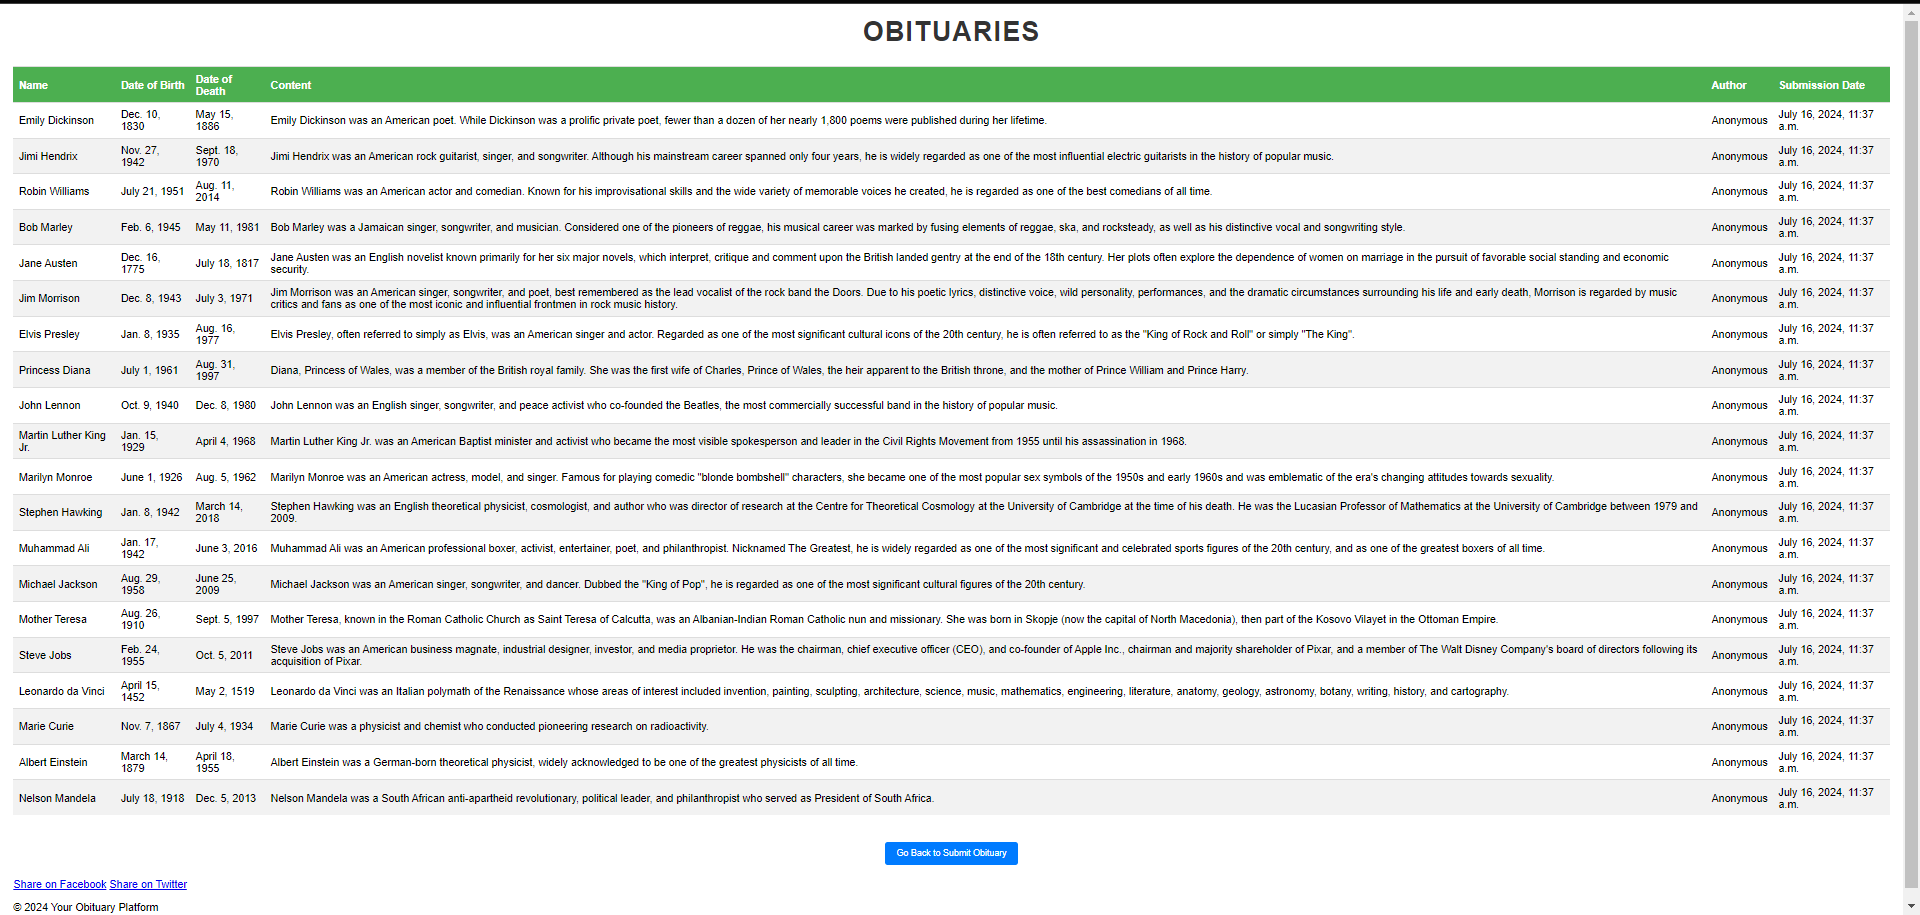 OBITUARIES
Name Date of Birth Date of Death Content Author Submission Date
Emily Dickinson Dec. 10, 1830 May 15, 1886 Emily Dickinson was an American poet. While Dickinson was a prolific private poet, fewer than a dozen of her nearly 1,800 poems were published during her lifetime. Anonymous July 16, 2024, 11:37 a.m.
Jimi Hendrix Nov. 27, 1942 Sept. 18, 1970 Jimi Hendrix was an American rock guitarist, singer, and songwriter. Although his mainstream career spanned only four years, he is widely regarded as one of the most influential electric guitarists in the history of popular music. Anonymous July 16, 2024, 11:37 a.m.
Robin Williams July 21, 1951 Aug. 11, 2014 Robin Williams was an American actor and comedian. Known for his improvisational skills and the wide variety of memorable voices he created, he is regarded as one of the best comedians of all time. Anonymous July 16, 2024, 11:37 a.m.
Bob Marley Feb. 6, 1945 May 11, 1981 Bob Marley was a Jamaican singer, songwriter, and musician. Considered one of the pioneers of reggae, his musical career was marked by fusing elements of reggae, ska, and rocksteady, as well as his distinctive vocal and songwriting style. Anonymous July 16, 2024, 11:37 a.m.
Jane Austen Dec. 16, 1775 July 18, 1817 Jane Austen was an English novelist known primarily for her six major novels, which interpret, critique and comment upon the British landed gentry at the end of the 18th century. Her plots often explore the dependence of women on marriage in the pursuit of favorable social standing and economic security. Anonymous July 16, 2024, 11:37 a.m.
Jim Morrison Dec. 8, 1943 July 3, 1971 Jim Morrison was an American singer, songwriter, and poet, best remembered as the lead vocalist of the rock band the Doors. Due to his poetic lyrics, distinctive voice, wild personality, performances, and the dramatic circumstances surrounding his life and early death, Morrison is regarded by music critics and fans as one of the most iconic and influential frontmen in rock music history. Anonymous July 16, 2024, 11:37 a.m.
Elvis Presley Jan. 8, 1935 Aug. 16, 1977 Elvis Presley, often referred to simply as Elvis, was an American singer and actor. Regarded as one of the most significant cultural icons of the 20th century, he is often referred to as the "King of Rock and Roll" or simply "The King". Anonymous July 16, 2024, 11:37 a.m.
Princess Diana July 1, 1961 Aug. 31, 1997 Diana, Princess of Wales, was a member of the British royal family. She was the first wife of Charles, Prince of Wales, the heir apparent to the British throne, and the mother of Prince William and Prince Harry. Anonymous July 16, 2024, 11:37 a.m.
John Lennon Oct. 9, 1940 Dec. 8, 1980 John Lennon was an English singer, songwriter, and peace activist who co-founded the Beatles, the most commercially successful band in the history of popular music. Anonymous July 16, 2024, 11:37 a.m.
Martin Luther King Jr. Jan. 15, 1929 April 4, 1968 Martin Luther King Jr. was an American Baptist minister and activist who became the most visible spokesperson and leader in the Civil Rights Movement from 1955 until his assassination in 1968. Anonymous July 16, 2024, 11:37 a.m.
Marilyn Monroe June 1, 1926 Aug. 5, 1962 Marilyn Monroe was an American actress, model, and singer. Famous for playing comedic "blonde bombshell" characters, she became one of the most popular sex symbols of the 1950s and early 1960s and was emblematic of the era's changing attitudes towards sexuality. Anonymous July 16, 2024, 11:37 a.m.
Stephen Hawking Jan. 8, 1942 March 14, 2018 Stephen Hawking was an English theoretical physicist, cosmologist, and author who was director of research at the Centre for Theoretical Cosmology at the University of Cambridge at the time of his death. He was the Lucasian Professor of Mathematics at the University of Cambridge between 1979 and 2009. Anonymous July 16, 2024, 11:37 a.m.
Muhammad Ali Jan. 17, 1942 June 3, 2016 Muhammad Ali was an American professional boxer, activist, entertainer, poet, and philanthropist. Nicknamed The Greatest, he is widely regarded as one of the most significant and celebrated sports figures of the 20th century, and as one of the greatest boxers of all time. Anonymous July 16, 2024, 11:37 a.m.
Michael Jackson Aug. 29, 1958 June 25, 2009 Michael Jackson was an American singer, songwriter, and dancer. Dubbed the "King of Pop", he is regarded as one of the most significant cultural figures of the 20th century. Anonymous July 16, 2024, 11:37 a.m.
Mother Teresa Aug. 26, 1910 Sept. 5, 1997 Mother Teresa, known in the Roman Catholic Church as Saint Teresa of Calcutta, was an Albanian-Indian Roman Catholic nun and missionary. She was born in Skopje (now the capital of North Macedonia), then part of the Kosovo Vilayet in the Ottoman Empire. Anonymous July 16, 2024, 11:37 a.m.
Steve Jobs Feb. 24, 1955 Oct. 5, 2011 Steve Jobs was an American business magnate, industrial designer, investor, and media proprietor. He was the chairman, chief executive officer (CEO), and co-founder of Apple Inc., chairman and majority shareholder of Pixar, and a member of The Walt Disney Company's board of directors following its acquisition of Pixar. Anonymous July 16, 2024, 11:37 a.m.
Leonardo da Vinci April 15, 1452 May 2, 1519 Leonardo da Vinci was an Italian polymath of the Renaissance whose areas of interest included invention, painting, sculpting, architecture, science, music, mathematics, engineering, literature, anatomy, geology, astronomy, botany, writing, history, and cartography. Anonymous July 16, 2024, 11:37 a.m.
Marie Curie Nov. 7, 1867 July 4, 1934 Marie Curie was a physicist and chemist who conducted pioneering research on radioactivity. Anonymous July 16, 2024, 11:37 a.m.
Albert Einstein March 14, 1879 April 18, 1955 Albert Einstein was a German-born theoretical physicist, widely acknowledged to be one of the greatest physicists of all time. Anonymous July 16, 2024, 11:37 a.m.
Nelson Mandela July 18, 1918 Dec. 5, 2013 Nelson Mandela was a South African anti-apartheid revolutionary, political leader, and philanthropist who served as President of South Africa. Anonymous July 16, 2024, 11:37 a.m.
Go Back to Submit Obituary
Share on Facebook Share on Twitter
© 2024 Your Obituary Platform